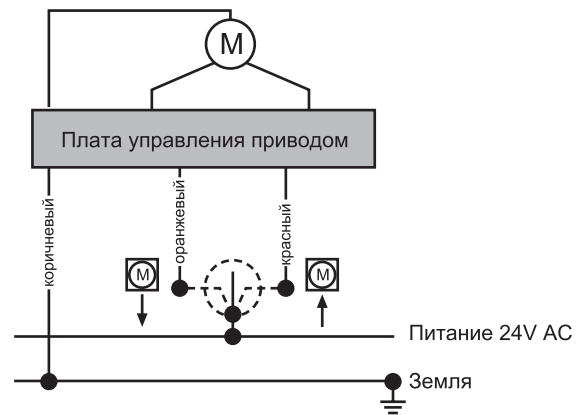 M
Плата управления приводом
коричневый
оранжевый
красный
M
M
Питание 24V AC
Земля